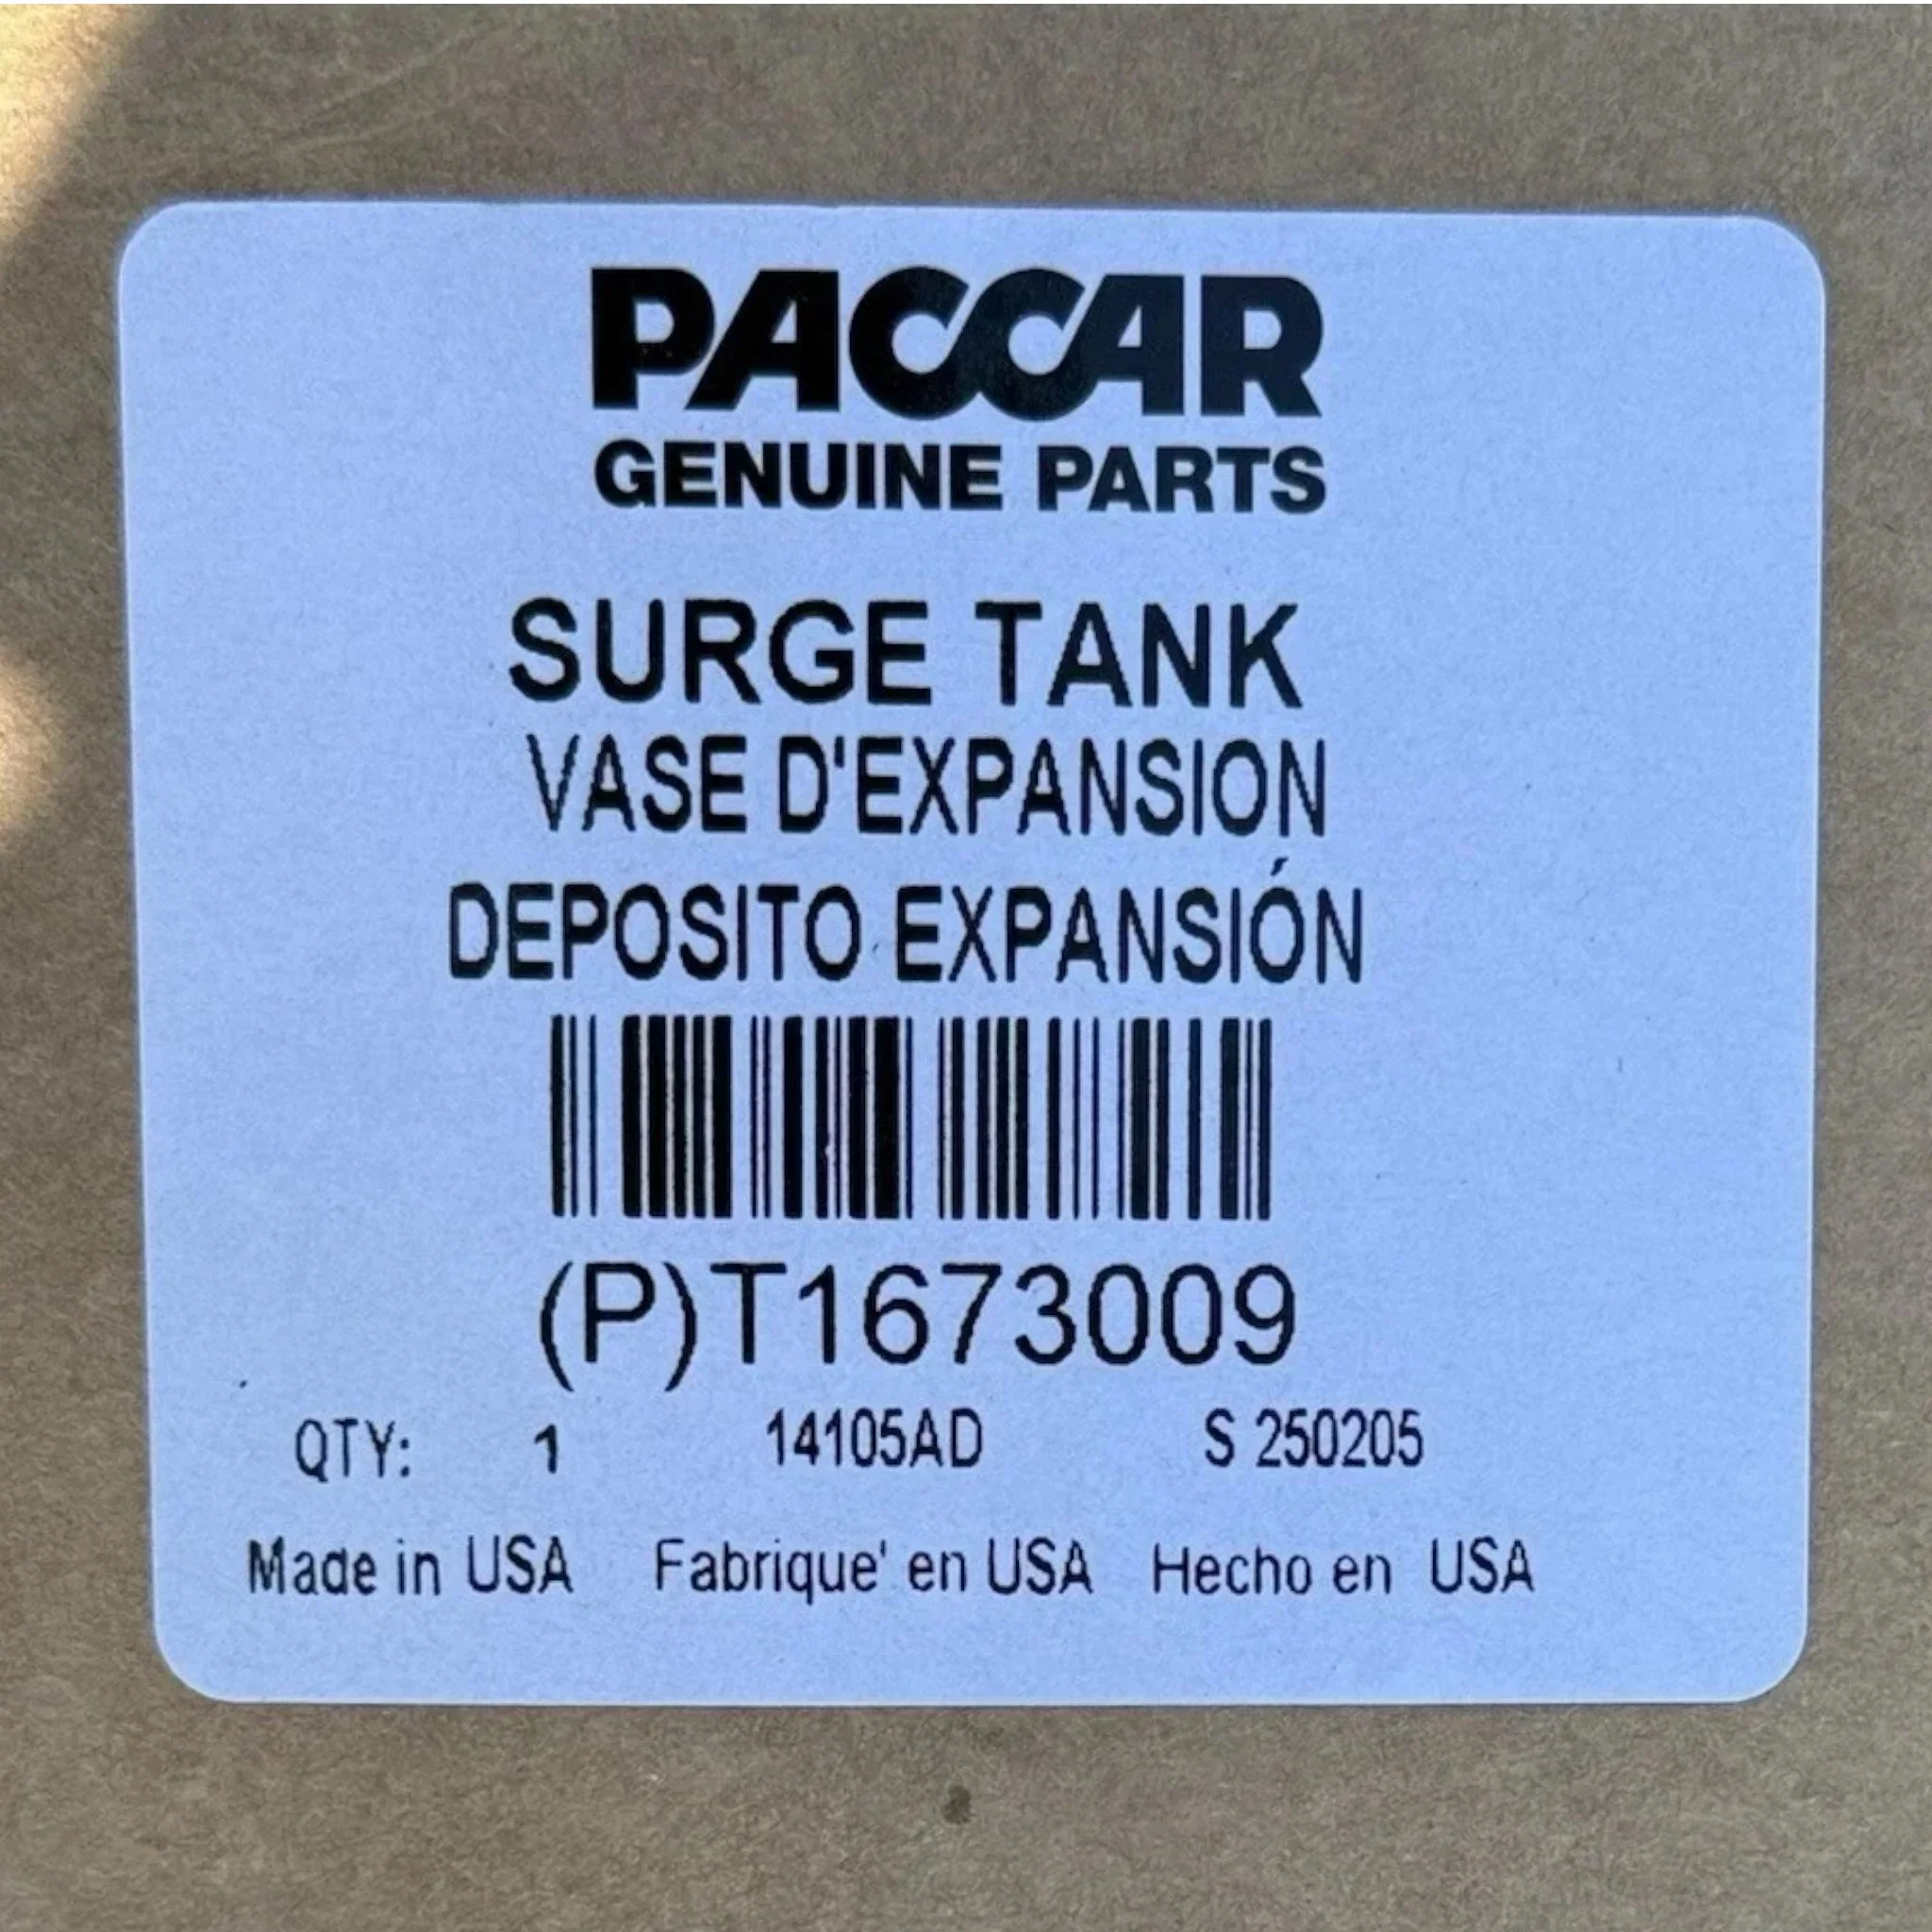 PACCAR
GENUINE PARTS
SURGE TANK
VASE D'EXPANSION
DEPOSITO EXPANSIÓN
(P)T1673009
QTY: 1 14105AD S 250205
Made in USA Fabrique' en USA Hecho en USA